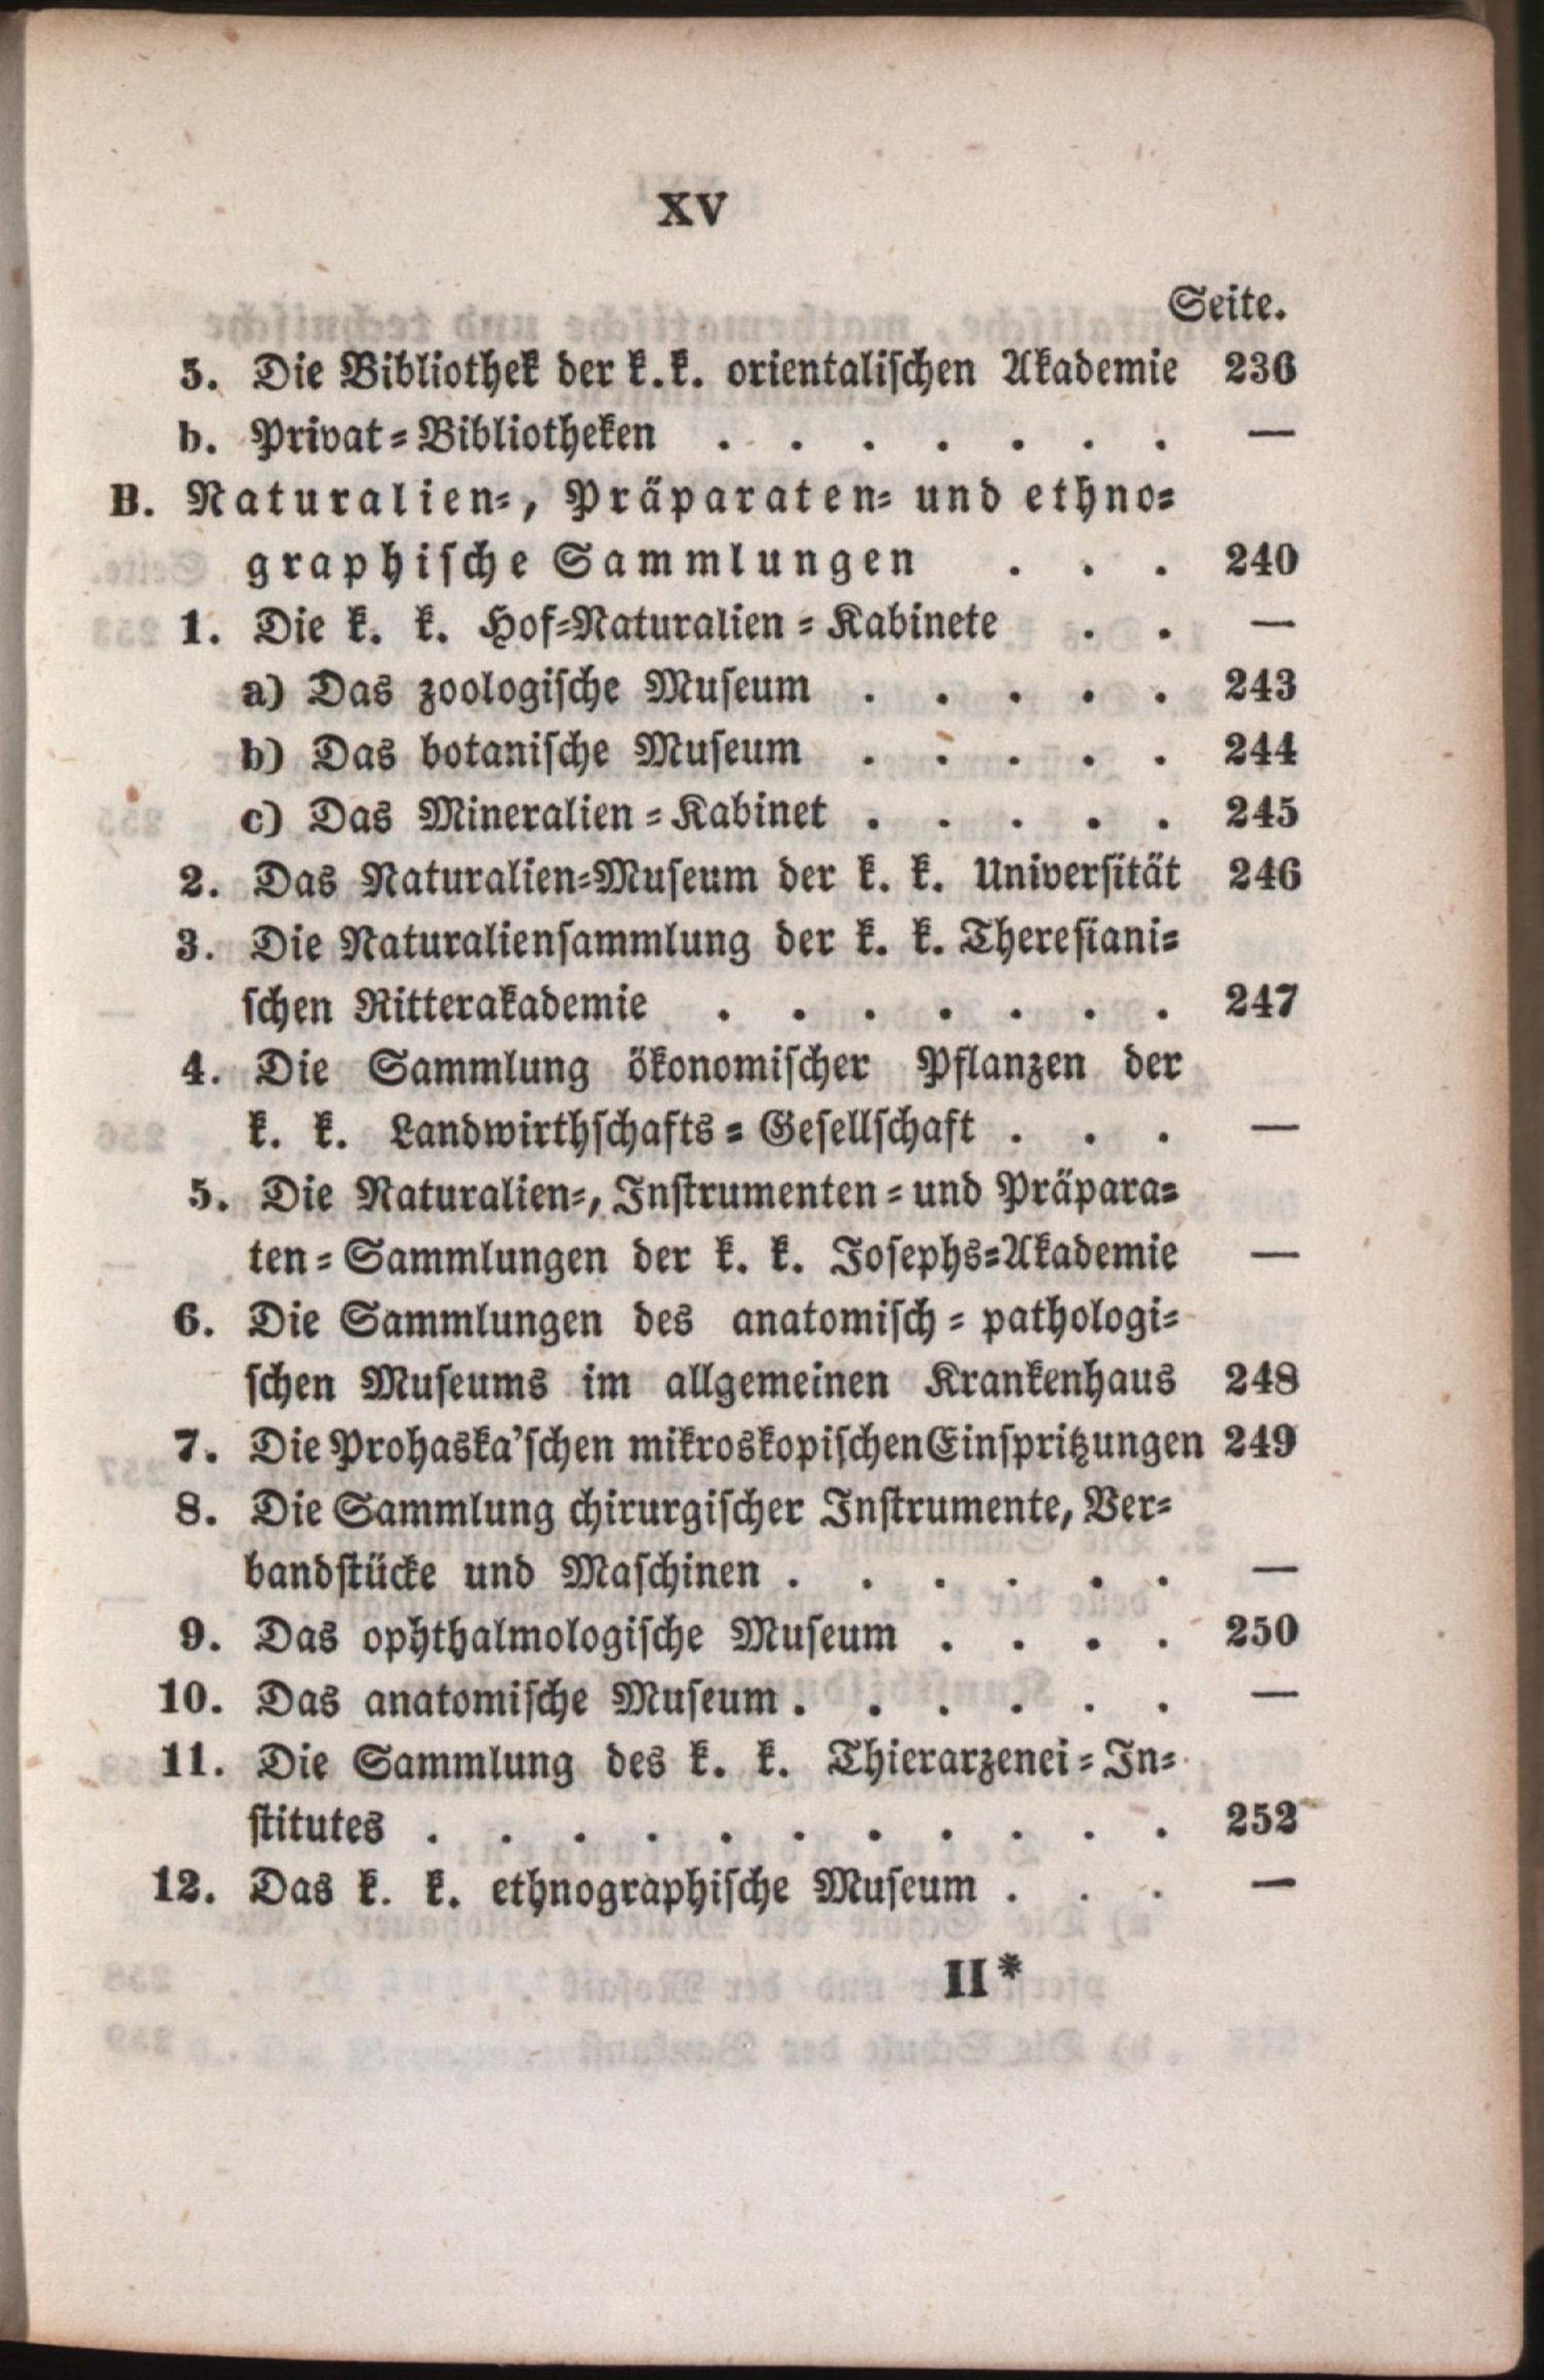 XV
Seite.
5. Die Bibliothek der k. k. orientalischen Akademie 236
b. Privat-Bibliotheken . . . . . . . —
B. Naturalien-, Präparaten- und ethno-
graphische Sammlungen . . . 240
1. Die k. k. Hof-Naturalien-Kabinete . . —
a) Das zoologische Museum . . . . . 243
b) Das botanische Museum . . . . . 244
c) Das Mineralien-Kabinet . . . . . 245
2. Das Naturalien-Museum der k. k. Universität 246
3. Die Naturaliensammlung der k. k. Theresiani-
schen Ritterakademie . . . . . . . 247
4. Die Sammlung ökonomischer Pflanzen der
k. k. Landwirthschafts-Gesellschaft . . . —
5. Die Naturalien-, Instrumenten- und Präpara-
ten-Sammlungen der k. k. Josephs-Akademie —
6. Die Sammlungen des anatomisch-pathologi-
schen Museums im allgemeinen Krankenhaus 248
7. Die Prohaska'schen mikroskopischen Einspritzungen 249
8. Die Sammlung chirurgischer Instrumente, Ver-
bandstücke und Maschinen . . . . . . —
9. Das ophthalmologische Museum . . . . 250
10. Das anatomische Museum . . . . . . —
11. Die Sammlung des k. k. Thierarzenei-In-
stitutes . . . . . . . . . . . 252
12. Das k. k. ethnographische Museum . . . —
II*